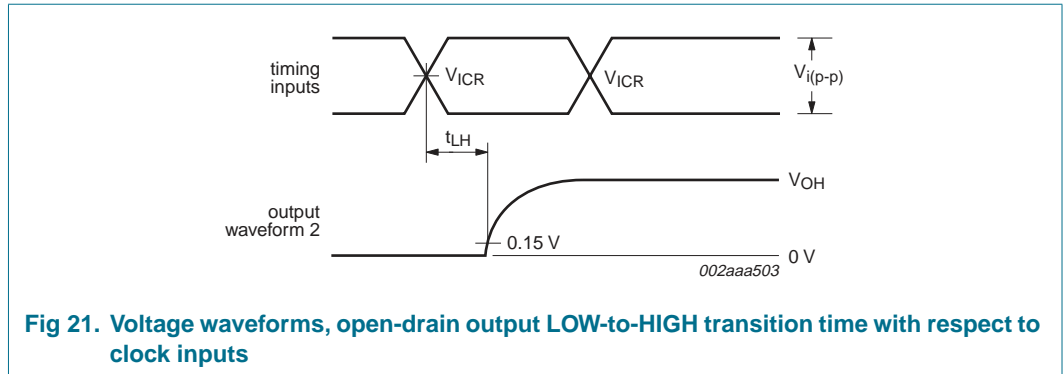 timing
inputs
VICR
VICR
Vi(p-p)
tLH
output
waveform 2
0.15 V
VOH
0 V
002aaa503
Fig 21. Voltage waveforms, open-drain output LOW-to-HIGH transition time with respect to
clock inputs